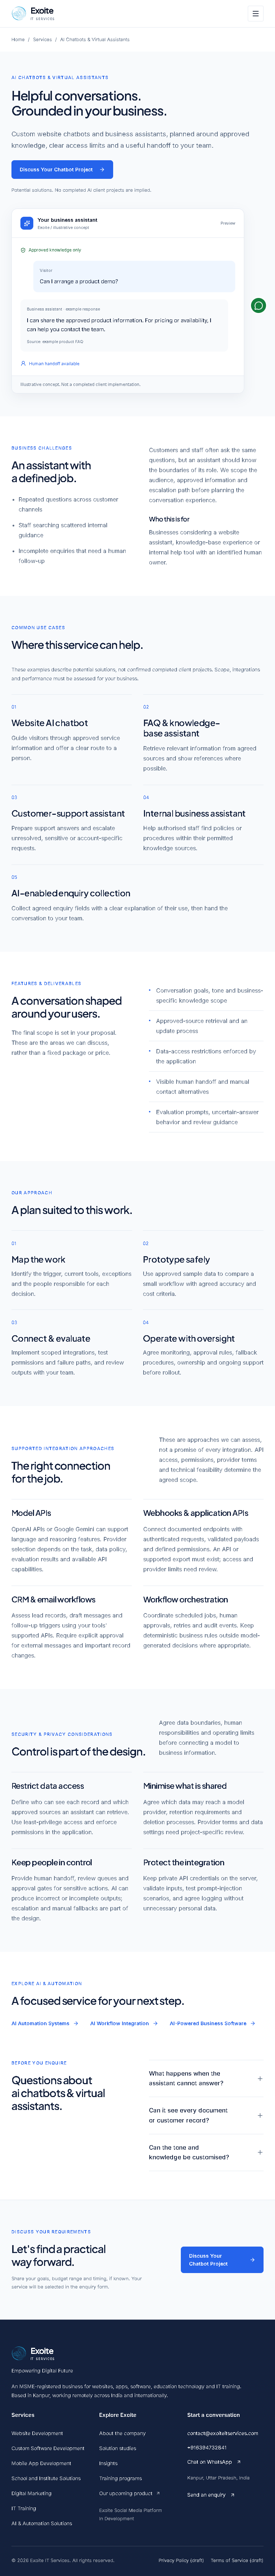 Exoite
IT SERVICES
Home / Services / AI Chatbots & Virtual Assistants
AI CHATBOTS & VIRTUAL ASSISTANTS
Helpful conversations.
Grounded in your business.
Custom website chatbots and business assistants, planned around approved
knowledge, clear access limits and a useful handoff to your team.
Discuss Your Chatbot Project
Potential solutions. No completed AI client projects are implied.
Your business assistant
Exoite / illustrative concept
Preview
Approved knowledge only
Visitor
Can I arrange a product demo?
Business assistant · example response
I can share the approved product information. For pricing or availability, I
can help you contact the team.
Source: example product FAQ
Human handoff available
Illustrative concept. Not a completed client implementation.
BUSINESS CHALLENGES
An assistant with
a defined job.
Repeated questions across customer
channels
Staff searching scattered internal
guidance
Incomplete enquiries that need a human
follow-up
Customers and staff often ask the same
questions, but an assistant should know
the boundaries of its role. We scope the
audience, approved information and
escalation path before planning the
conversation experience.
Who this is for
Businesses considering a website
assistant, knowledge-base experience or
internal help tool with an identified human
owner.
COMMON USE CASES
Where this service can help.
These examples describe potential solutions, not confirmed completed client projects. Scope, integrations
and performance must be assessed for your business.
01
Website AI chatbot
Guide visitors through approved service
information and offer a clear route to a
person.
02
FAQ & knowledge-
base assistant
Retrieve relevant information from agreed
sources and show references where
possible.
03
Customer-support assistant
Prepare support answers and escalate
unresolved, sensitive or account-specific
requests.
04
Internal business assistant
Help authorised staff find policies or
procedures within their permitted
knowledge sources.
05
AI-enabled enquiry collection
Collect agreed enquiry fields with a clear explanation of their use, then hand the
conversation to your team.
FEATURES & DELIVERABLES
A conversation shaped
around your users.
The final scope is set in your proposal.
These are the areas we can discuss,
rather than a fixed package or price.
Conversation goals, tone and business-
specific knowledge scope
Approved-source retrieval and an
update process
Data-access restrictions enforced by
the application
Visible human handoff and manual
contact alternatives
Evaluation prompts, uncertain-answer
behavior and review guidance
OUR APPROACH
A plan suited to this work.
01
Map the work
Identify the trigger, current tools, exceptions
and the people responsible for each
decision.
02
Prototype safely
Use approved sample data to compare a
small workflow with agreed accuracy and
cost criteria.
03
Connect & evaluate
Implement scoped integrations, test
permissions and failure paths, and review
outputs with your team.
04
Operate with oversight
Agree monitoring, approval rules, fallback
procedures, ownership and ongoing support
before rollout.
SUPPORTED INTEGRATION APPROACHES
The right connection
for the job.
These are approaches we can assess,
not a promise of every integration. API
access, permissions, provider terms
and technical feasibility determine the
agreed scope.
Model APIs
OpenAI APIs or Google Gemini can support
language and reasoning features. Provider
selection depends on the task, data policy,
evaluation results and available API
capabilities.
Webhooks & application APIs
Connect documented endpoints with
authenticated requests, validated payloads
and defined permissions. An API or
supported export must exist; access and
provider limits need review.
CRM & email workflows
Assess lead records, draft messages and
follow-up triggers using your tools'
supported APIs. Require explicit approval
for external messages and important record
changes.
Workflow orchestration
Coordinate scheduled jobs, human
approvals, retries and audit events. Keep
deterministic business rules outside model-
generated decisions where appropriate.
SECURITY & PRIVACY CONSIDERATIONS
Control is part of the design.
Agree data boundaries, human
responsibilities and operating limits
before connecting a model to
business information.
Restrict data access
Define who can see each record and which
approved sources an assistant can retrieve.
Use least-privilege access and enforce
permissions in the application.
Minimise what is shared
Agree which data may reach a model
provider, retention requirements and
deletion processes. Provider terms and data
settings need project-specific review.
Keep people in control
Provide human handoff, review queues and
approval gates for sensitive actions. AI can
produce incorrect or incomplete outputs;
escalation and manual fallbacks are part of
the design.
Protect the integration
Keep private API credentials on the server,
validate inputs, test prompt-injection
scenarios, and agree logging without
unnecessary personal data.
EXPLORE AI & AUTOMATION
A focused service for your next step.
AI Automation Systems
AI Workflow Integration
AI-Powered Business Software
BEFORE YOU ENQUIRE
Questions about
ai chatbots & virtual
assistants.
What happens when the
assistant cannot answer?
Can it see every document
or customer record?
Can the tone and
knowledge be customised?
DISCUSS YOUR REQUIREMENTS
Let's find a practical
way forward.
Share your goals, budget range and timing, if known. Your
service will be selected in the enquiry form.
Discuss Your
Chatbot Project
Exoite
IT SERVICES
Empowering Digital Future
An MSME-registered business for websites, apps, software, education technology and IT training.
Based in Kanpur, working remotely across India and internationally.
Services
Website Development
Custom Software Development
Mobile App Development
School and Institute Solutions
Digital Marketing
IT Training
AI & Automation Solutions
Explore Exoite
About the company
Solution studies
Insights
Training programs
Our upcoming product
Exoite Social Media Platform
In Development
Start a conversation
contact@exoiteitservices.com
+916394732841
Chat on WhatsApp
Kanpur, Uttar Pradesh, India
Send an enquiry
© 2026 Exoite IT Services. All rights reserved.
Privacy Policy (draft)
Terms of Service (draft)